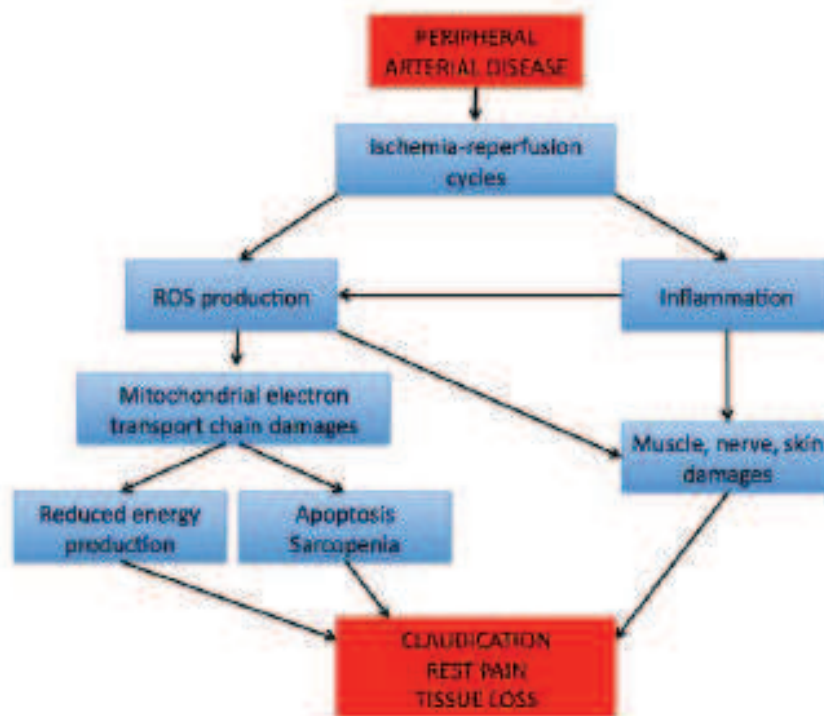 PERIPHERAL
ARTERIAL DISEASE
Ischemia-reperfusion
cycles
ROS production
Inflammation
Mitochondrial electron
transport chain damages
Muscle, nerve, skin
damages
Reduced energy
production
Apoptosis
Sarcopenia
CLAUDICATION
REST PAIN
TISSUE LOSS